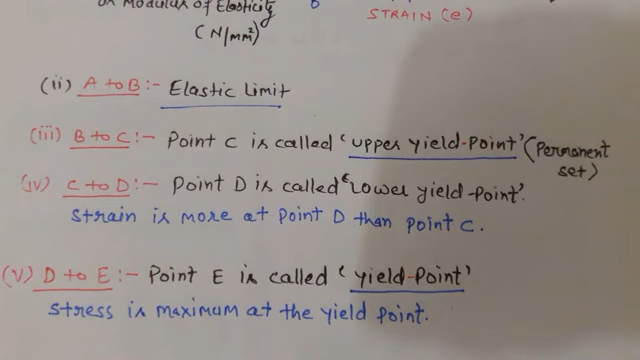 or Modulus of Elasticity
(N/mm²)
O
STRAIN (e)
(ii) A to B :- Elastic Limit
(iii) B to C :- Point C is called 'upper yield-Point' (Permanent set)
(iv) C to D :- Point D is called 'Lower yield-Point'.
Strain is more at Point D than point C.
(v) D to E :- Point E is called 'yield-Point'
Stress is maximum at the yield point.